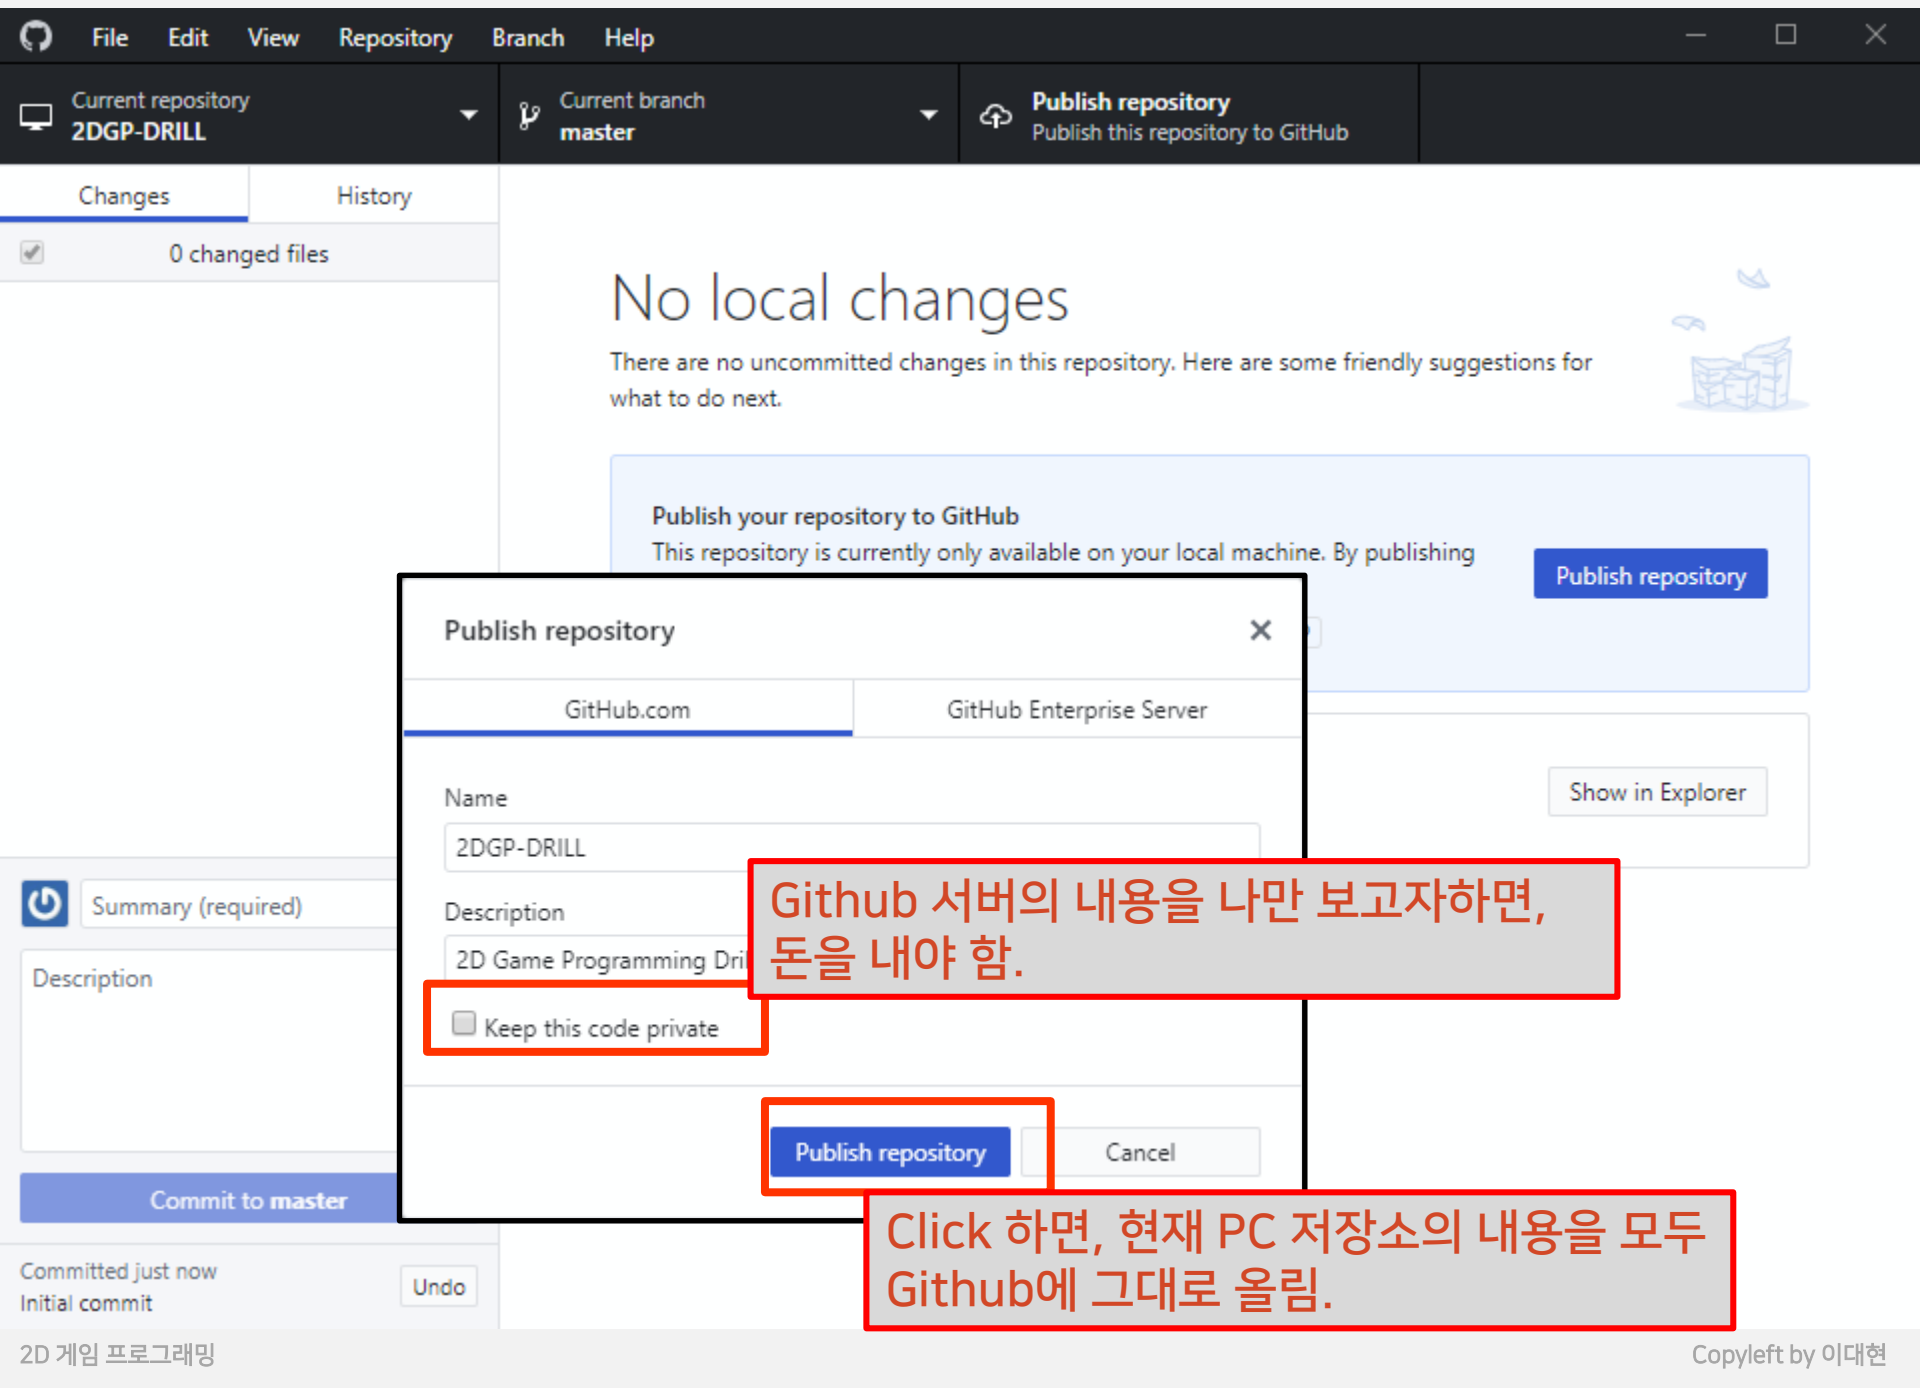 File Edit View Repository Branch Help
Current repository
2DGP-DRILL
Current branch
master
Publish repository
Publish this repository to GitHub
Changes History
0 changed files
No local changes
There are no uncommitted changes in this repository. Here are some friendly suggestions for
what to do next.
Publish your repository to GitHub
This repository is currently only available on your local machine. By publishing
Publish repository
Publish repository
GitHub.com GitHub Enterprise Server
Name
2DGP-DRILL
Show in Explorer
Github 서버의 내용을 나만 보고자하면,
돈을 내야 함.
Description
2D Game Programming Dril
Keep this code private
Publish repository Cancel
Click 하면, 현재 PC 저장소의 내용을 모두
Github에 그대로 올림.
Summary (required)
Description
Commit to master
Committed just now
Initial commit
Undo
2D 게임 프로그래밍
Copyleft by 이대현